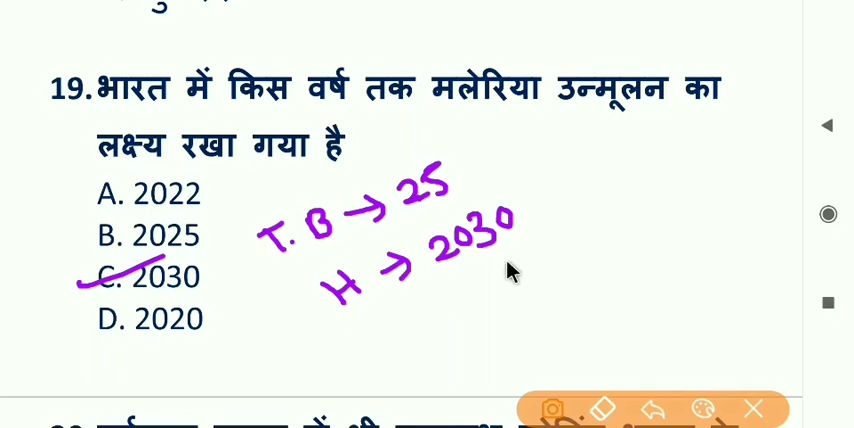 19. भारत में किस वर्ष तक मलेरिया उन्मूलन का
लक्ष्य रखा गया है
A. 2022
B. 2025
C. 2030
D. 2020
T.B → 25
H → 2030